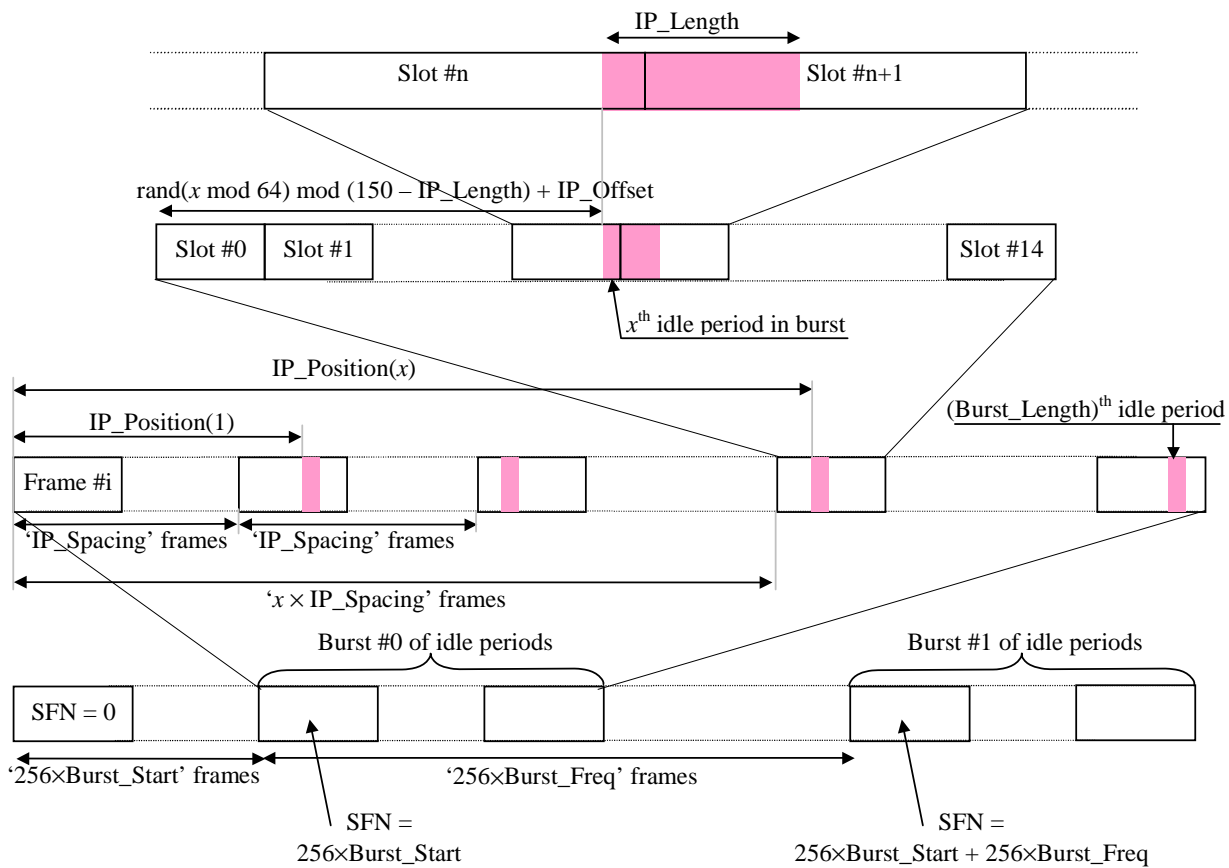 IP_Length
Slot #n
Slot #n+1
rand(x mod 64) mod (150 – IP_Length) + IP_Offset
Slot #0
Slot #1
Slot #14
xth idle period in burst
IP_Position(x)
(Burst_Length)th idle period
IP_Position(1)
Frame #i
‘IP_Spacing’ frames
‘IP_Spacing’ frames
‘x × IP_Spacing’ frames
Burst #0 of idle periods
Burst #1 of idle periods
SFN = 0
‘256×Burst_Start’ frames
‘256×Burst_Freq’ frames
SFN =
256×Burst_Start
SFN =
256×Burst_Start + 256×Burst_Freq